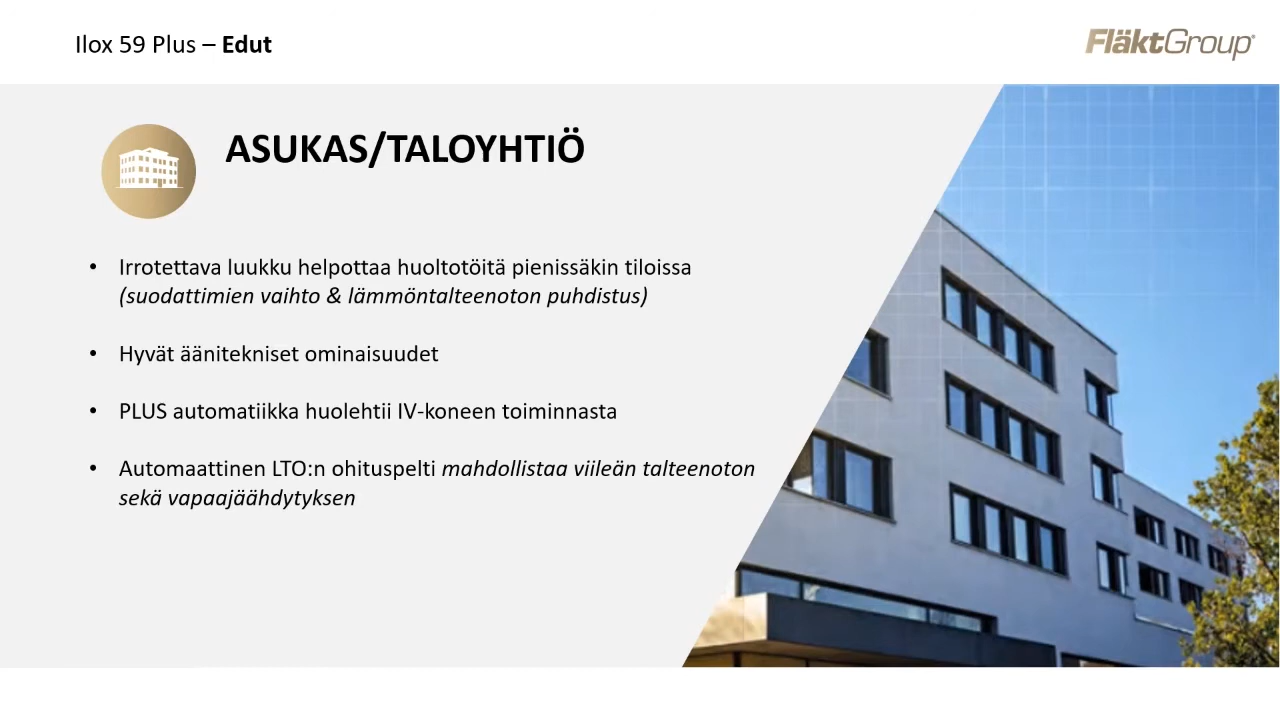 Ilox 59 Plus – Edut
FläktGroup®
ASUKAS/TALOYHTIÖ
• Irrotettava luukku helpottaa huoltotöitä pienissäkin tiloissa
(suodattimien vaihto & lämmöntalteenoton puhdistus)
• Hyvät äänitekniset ominaisuudet
• PLUS automatiikka huolehtii IV-koneen toiminnasta
• Automaattinen LTO:n ohituspelti mahdollistaa viileän talteenoton
sekä vapaajäähdytyksen